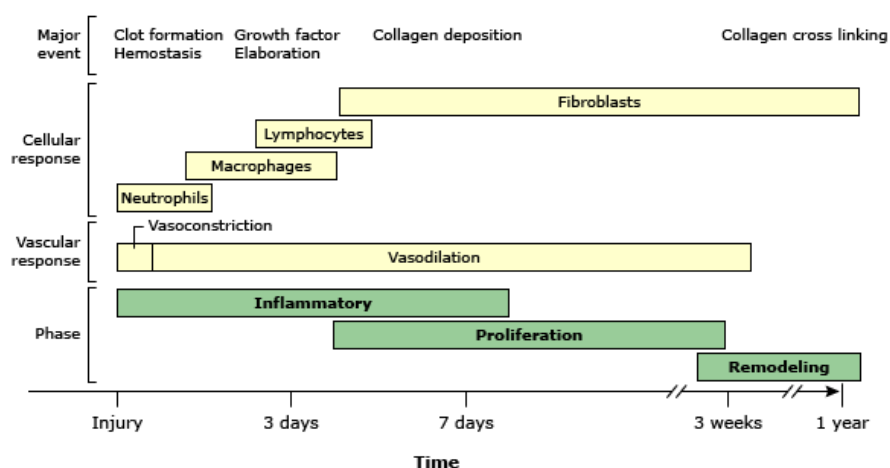 Major event
Clot formation
Hemostasis
Growth factor
Elaboration
Collagen deposition
Collagen cross linking
Cellular response
Fibroblasts
Lymphocytes
Macrophages
Neutrophils
Vascular response
Vasoconstriction
Vasodilation
Phase
Inflammatory
Proliferation
Remodeling
Injury
3 days
7 days
3 weeks
1 year
Time